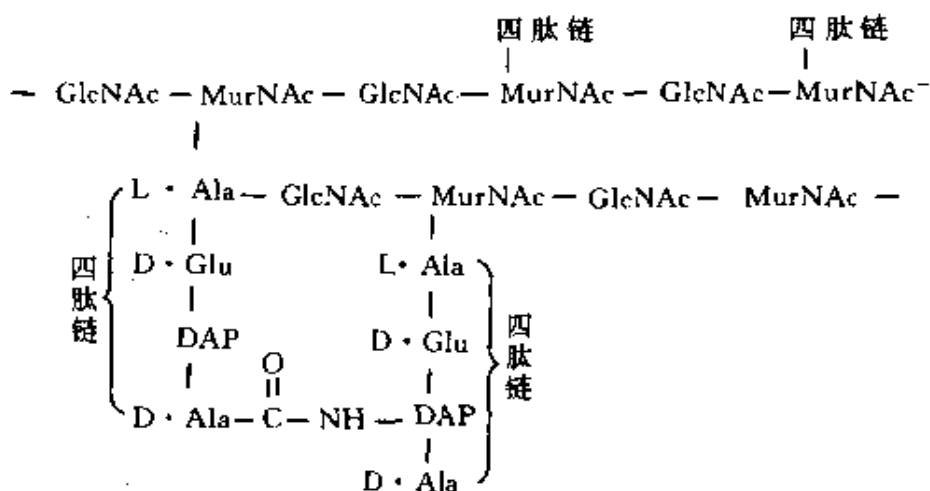 四肽链 四肽链
— GlcNAc — MurNAc — GlcNAc — MurNAc — GlcNAc — MurNAc —
四肽链
L · Ala — GlcNAc — MurNAc — GlcNAc — MurNAc —
D · Glu
L · Ala
DAP
D · Glu
四肽链
O
D · Ala — C — NH — DAP
D · Ala